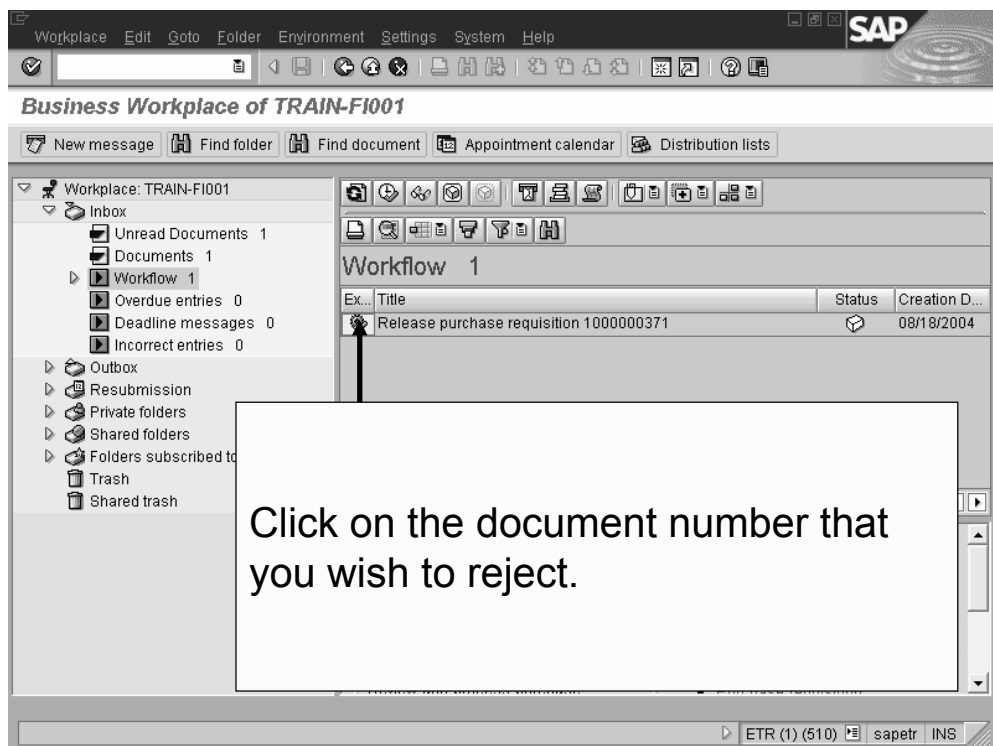 Workplace Edit Goto Folder Environment Settings System Help
SAP
Business Workplace of TRAIN-FI001
New message Find folder Find document Appointment calendar Distribution lists
Workplace: TRAIN-FI001
Inbox
Unread Documents 1
Documents 1
Workflow 1
Overdue entries 0
Deadline messages 0
Incorrect entries 0
Outbox
Resubmission
Private folders
Shared folders
Folders subscribed to
Trash
Shared trash
Workflow 1
Ex... Title Status Creation D...
Release purchase requisition 1000000371 08/18/2004
Click on the document number that
you wish to reject.
ETR (1) (510) sapetr INS